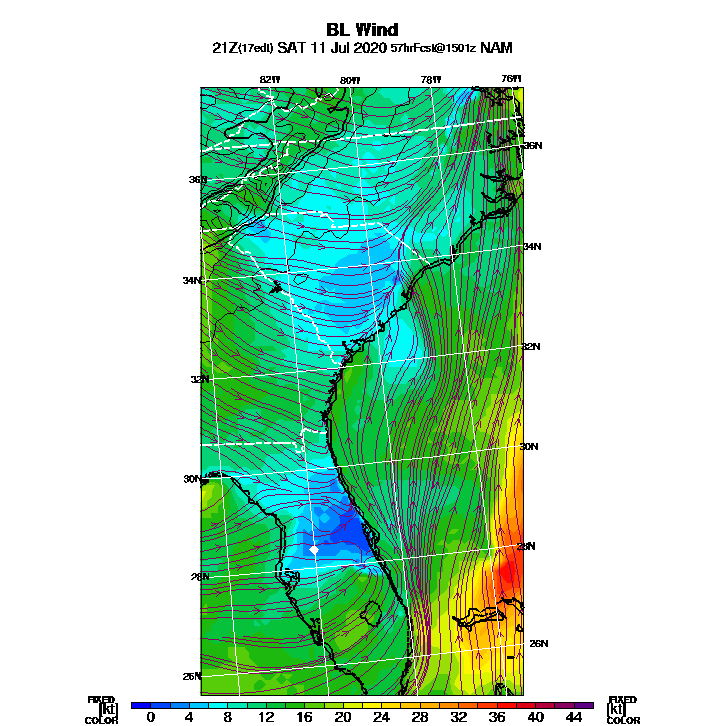 BL Wind
21Z(17edt) SAT 11 Jul 2020 57hrFcst@1501z NAM
82W 80W 78W 76W
36N
36N
34N
34N
32N
32N
30N
30N
28N
28N
26N
26N
FIXED FIXED
[kt] 0 4 8 12 16 20 24 28 32 36 40 44 [kt]
COLOR COLOR